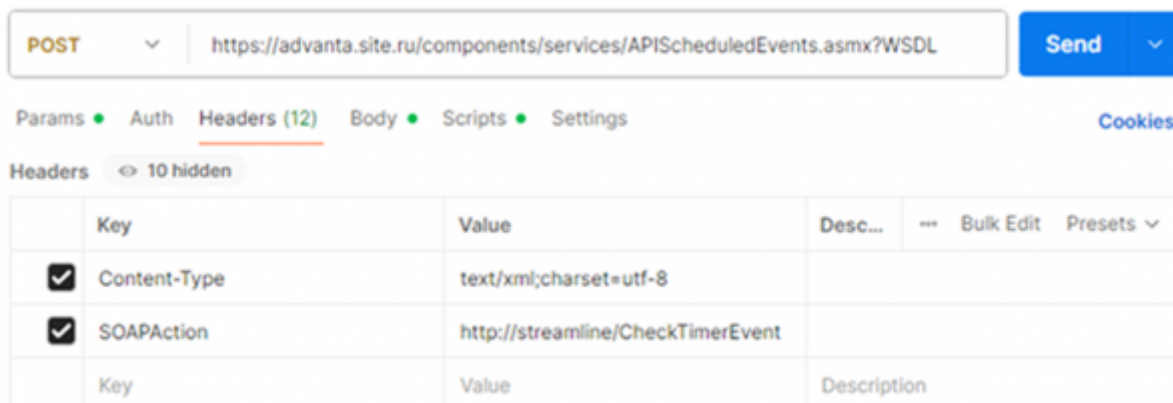 POST https://advanta.site.ru/components/services/APIScheduledEvents.asmx?WSDL Send
Params Auth Headers (12) Body Scripts Settings Cookies
Headers 10 hidden
Key Value Desc... ... Bulk Edit Presets
Content-Type text/xml;charset=utf-8
SOAPAction http://streamline/CheckTimerEvent
Key Value Description